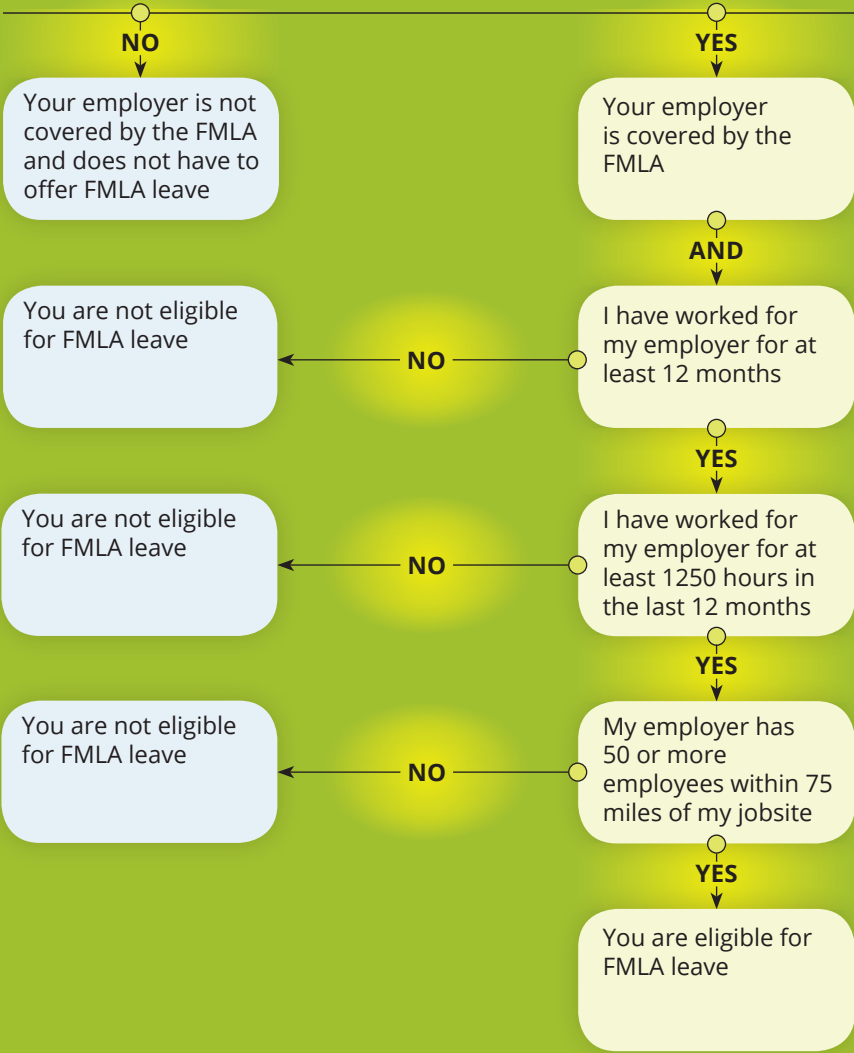 NO
YES
Your employer is not
covered by the FMLA
and does not have to
offer FMLA leave
Your employer
is covered by the
FMLA
AND
You are not eligible
for FMLA leave
NO
I have worked for
my employer for at
least 12 months
YES
You are not eligible
for FMLA leave
NO
I have worked for
my employer for at
least 1250 hours in
the last 12 months
YES
You are not eligible
for FMLA leave
NO
My employer has
50 or more
employees within 75
miles of my jobsite
YES
You are eligible for
FMLA leave